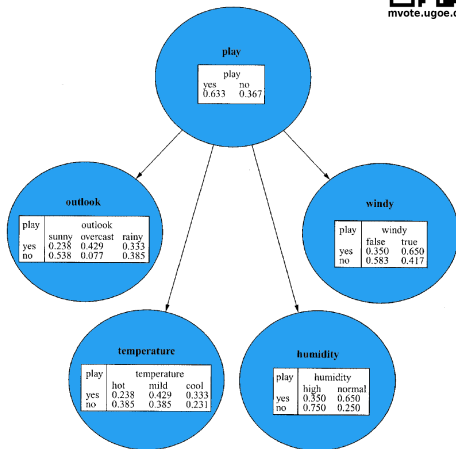 mvote.ugoe.d
play
play
yes no
0.633 0.367
outlook
play outlook
sunny overcast rainy
yes 0.238 0.429 0.333
no 0.538 0.077 0.385
windy
play windy
false true
yes 0.350 0.650
no 0.583 0.417
temperature
play temperature
hot mild cool
yes 0.238 0.429 0.333
no 0.385 0.385 0.231
humidity
play humidity
high normal
yes 0.350 0.650
no 0.750 0.250